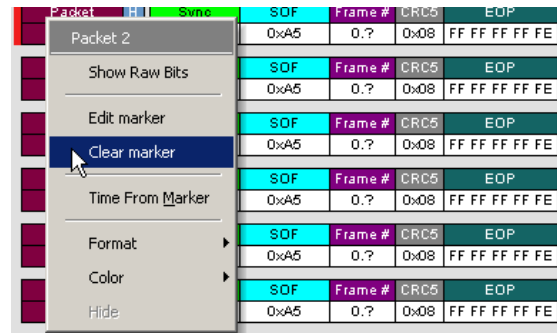 Packet H Sync SOF Frame # CRC5 EOP
Packet 2 0xA5 0.? 0x08 FF FF FF FF FE
Show Raw Bits SOF Frame # CRC5 EOP
0xA5 0.? 0x08 FF FF FF FF FE
Edit marker SOF Frame # CRC5 EOP
0xA5 0.? 0x08 FF FF FF FF FE
Clear marker SOF Frame # CRC5 EOP
Time From Marker 0xA5 0.? 0x08 FF FF FF FF FE
Format SOF Frame # CRC5 EOP
0xA5 0.? 0x08 FF FF FF FF FE
Color SOF Frame # CRC5 EOP
Hide 0xA5 0.? 0x08 FF FF FF FF FE